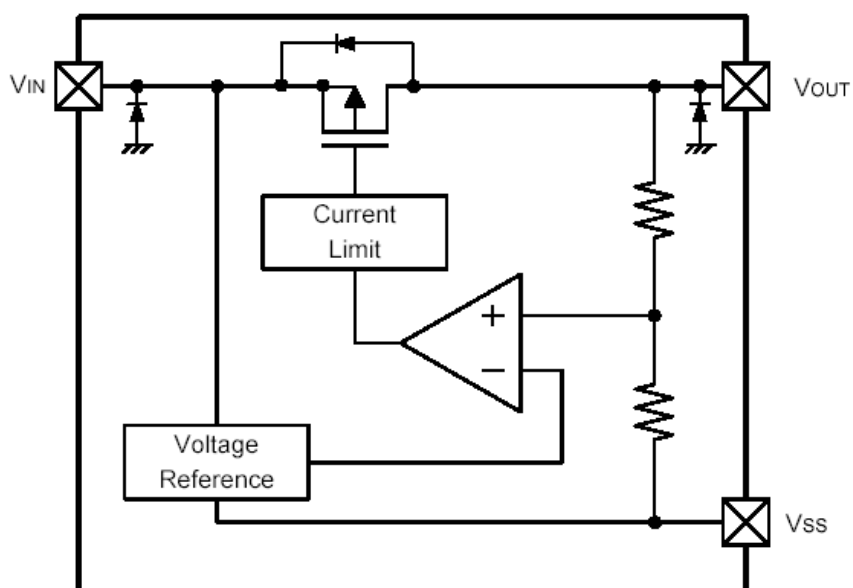 VIN
VOUT
Current
Limit
+
−
Voltage
Reference
VSS